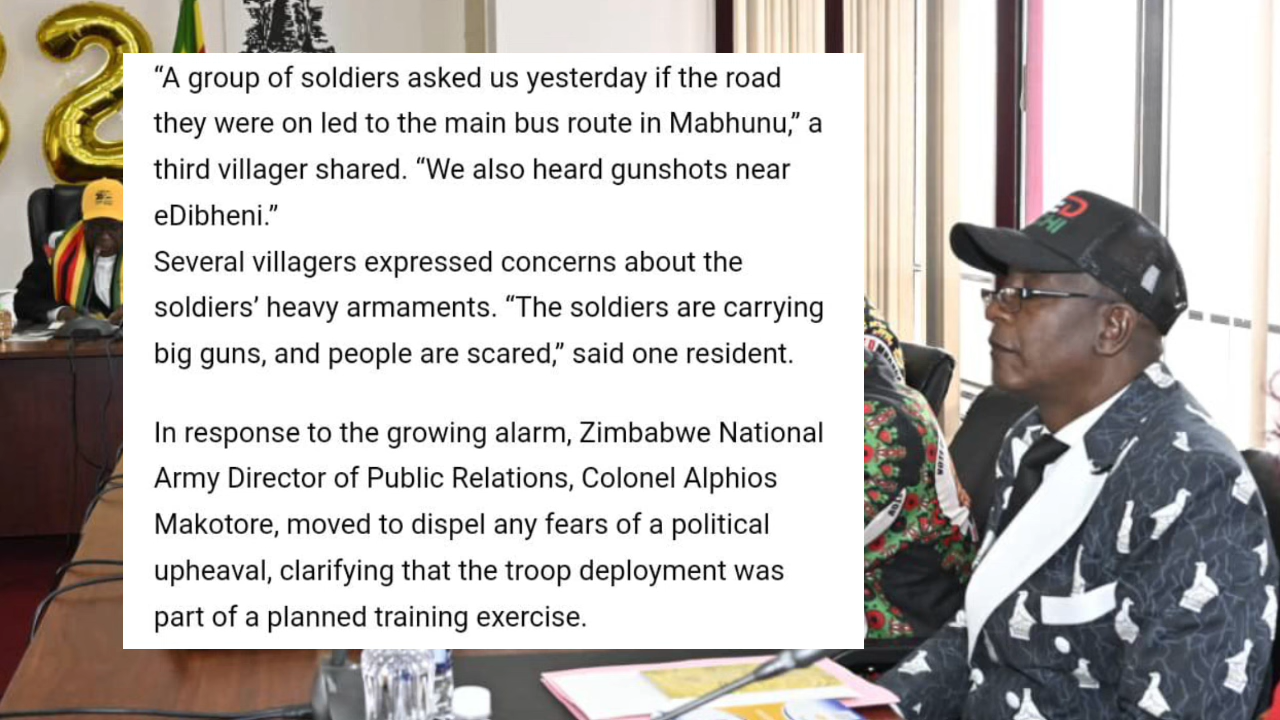 2
“A group of soldiers asked us yesterday if the road
they were on led to the main bus route in Mabhunu,” a
third villager shared. “We also heard gunshots near
eDibheni.”
Several villagers expressed concerns about the
soldiers’ heavy armaments. “The soldiers are carrying
big guns, and people are scared,” said one resident.
In response to the growing alarm, Zimbabwe National
Army Director of Public Relations, Colonel Alphios
Makotore, moved to dispel any fears of a political
upheaval, clarifying that the troop deployment was
part of a planned training exercise.
ED